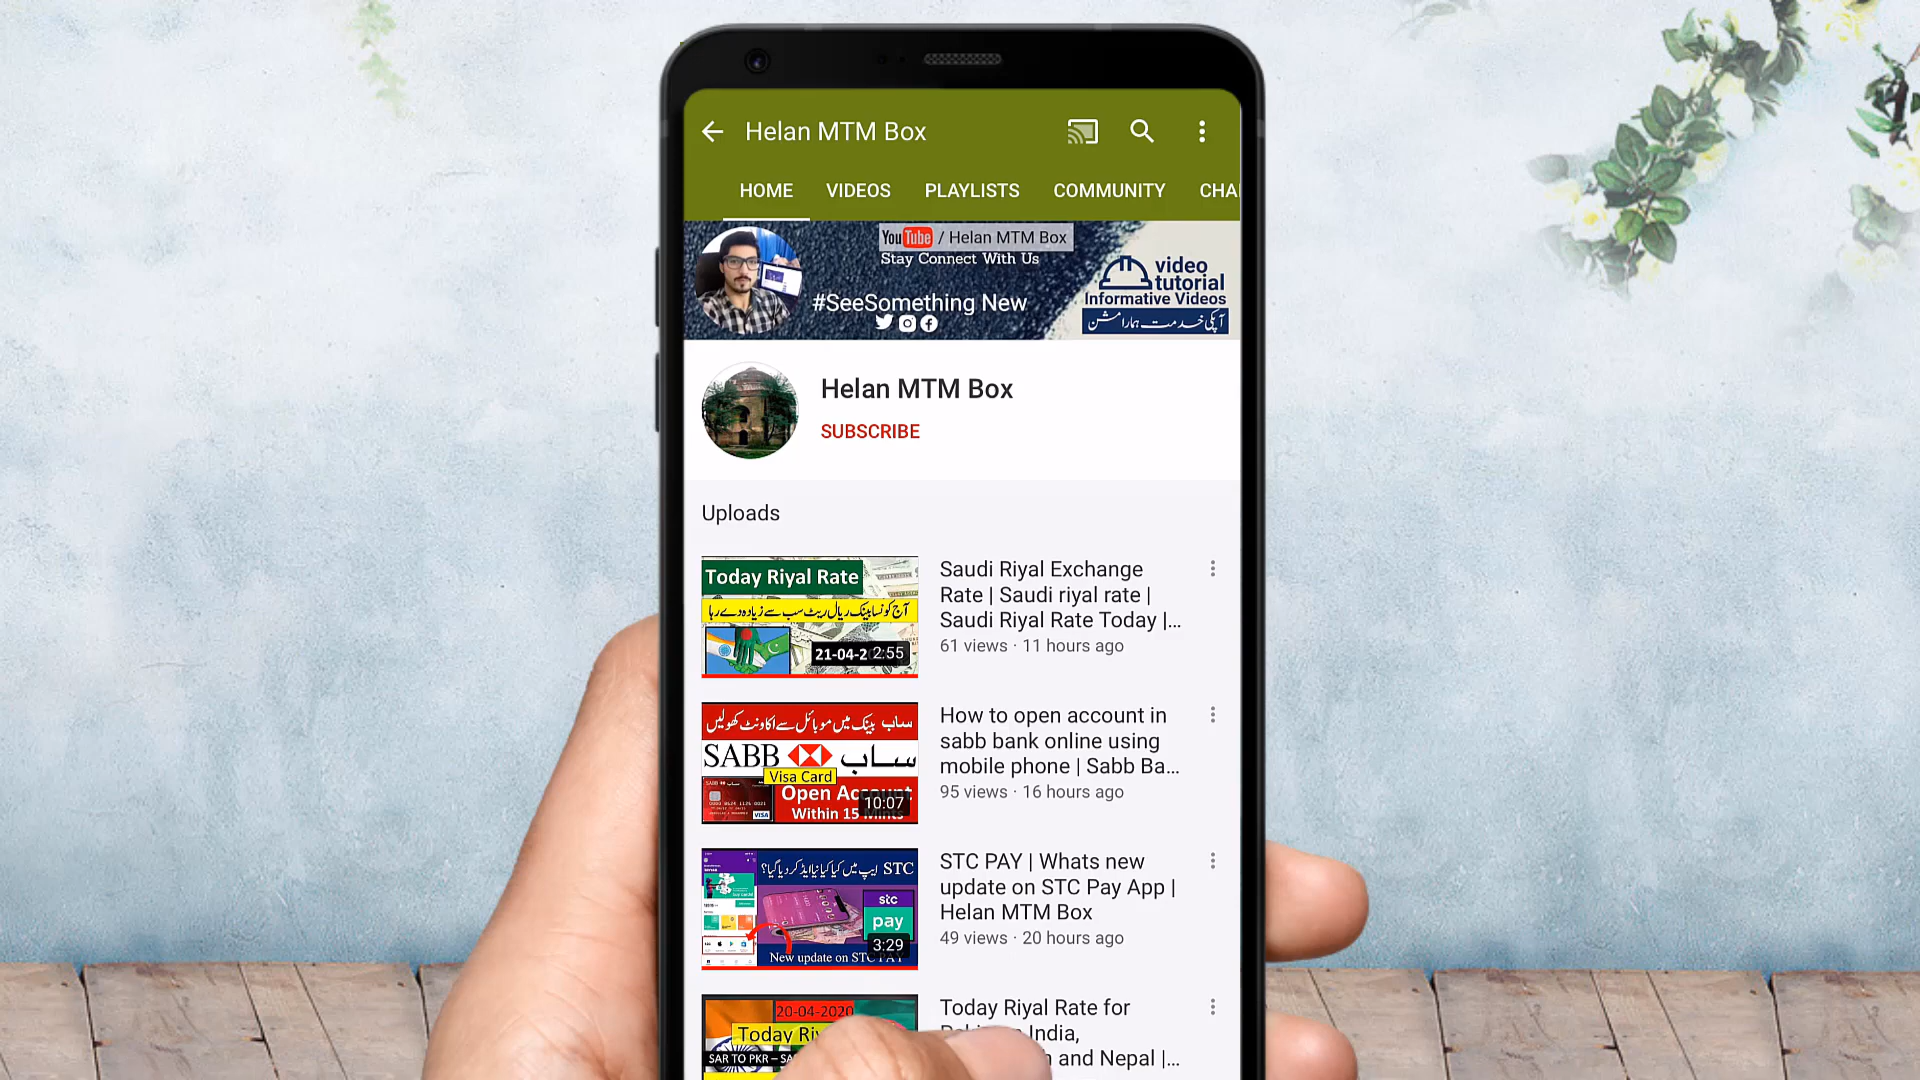 Helan MTM Box
HOME VIDEOS PLAYLISTS COMMUNITY CHA
YouTube / Helan MTM Box
Stay Connect With Us
#SeeSomething New
video
tutorial
Informative Videos
آپکی خدمت ہمارا مشن
Helan MTM Box
SUBSCRIBE
Uploads
Today Riyal Rate
آج کونسا بینک ریال ریٹ سب سے زیادہ دے رہا
21-04-2
2:55
Saudi Riyal Exchange
Rate | Saudi riyal rate |
Saudi Riyal Rate Today |...
61 views · 11 hours ago
ساب بینک میں موبائل سے اکاونٹ کھولیں
SABB ساب
Visa Card
Open Account
Within 15 Mints
10:07
How to open account in
sabb bank online using
mobile phone | Sabb Ba...
95 views · 16 hours ago
STC ایپ میں کیا کیا نیا ایڈ کر دیا گیا؟
stc
pay
3:29
New update on STC PAY
STC PAY | Whats new
update on STC Pay App |
Helan MTM Box
49 views · 20 hours ago
20-04-2020
Today Riy
SAR TO PKR – SA
Today Riyal Rate for
India,
and Nepal |...